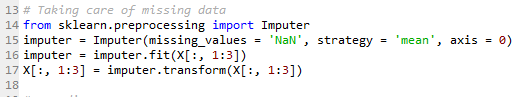 13 # Taking care of missing data
14 from sklearn.preprocessing import Imputer
15 imputer = Imputer(missing_values = 'NaN', strategy = 'mean', axis = 0)
16 imputer = imputer.fit(X[:, 1:3])
17 X[:, 1:3] = imputer.transform(X[:, 1:3])
18